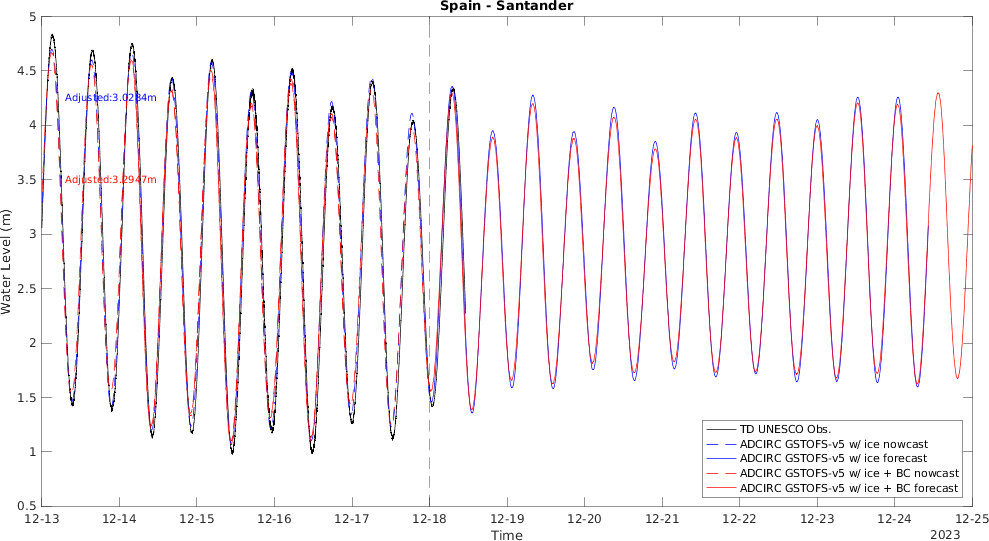 Spain - Santander
5
4.5
4
3.5
3
2.5
2
1.5
1
0.5
Water Level (m)
Adjusted:3.0284m
Adjusted:3.2947m
TD UNESCO Obs.
ADCIRC GSTOFS-v5 w/ ice nowcast
ADCIRC GSTOFS-v5 w/ ice forecast
ADCIRC GSTOFS-v5 w/ ice + BC nowcast
ADCIRC GSTOFS-v5 w/ ice + BC forecast
12-13 12-14 12-15 12-16 12-17 12-18 12-19 12-20 12-21 12-22 12-23 12-24 12-25
Time
2023